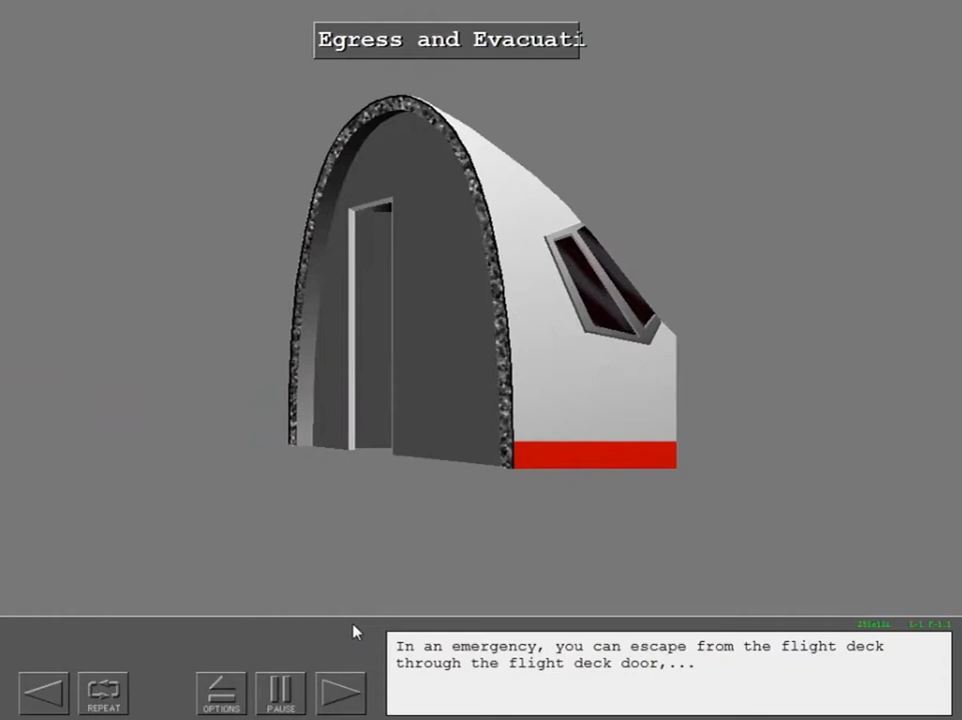 Egress and Evacuati
In an emergency, you can escape from the flight deck
through the flight deck door,...
REPEAT
OPTIONS
PAUSE